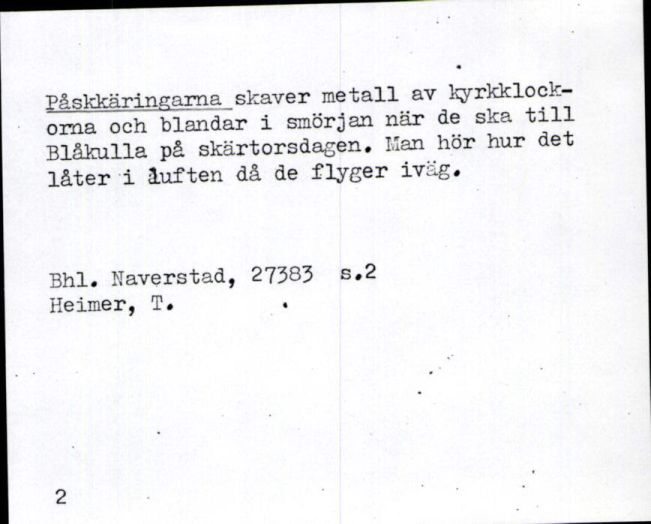 Påskkäringarna skaver metall av kyrkklock-
orna och blandar i smörjan när de ska till
Blåkulla på skärtorsdagen. Man hör hur det
låter i luften då de flyger iväg.
Bhl. Naverstad, 27383 s.2
Heimer, T.
2